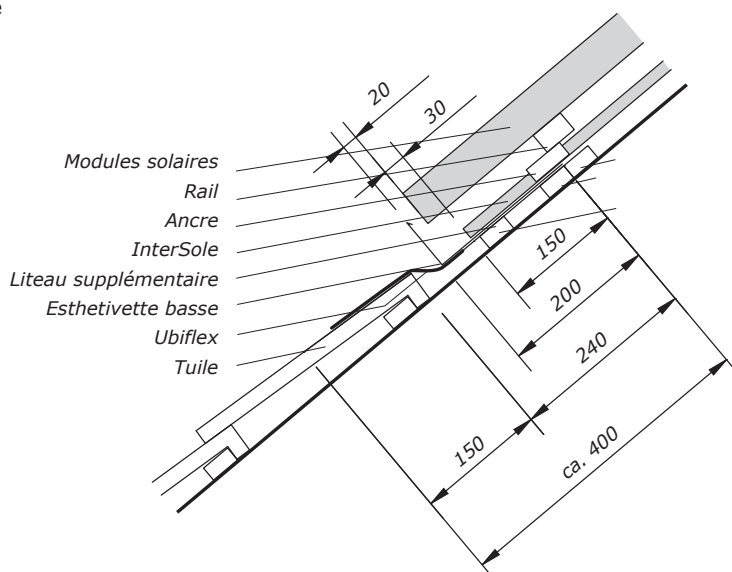 e
20
30
Modules solaires
Rail
Ancre
InterSole
Liteau supplémentaire
Esthetivette basse
Ubiflex
Tuile
150
200
240
150
ca. 400